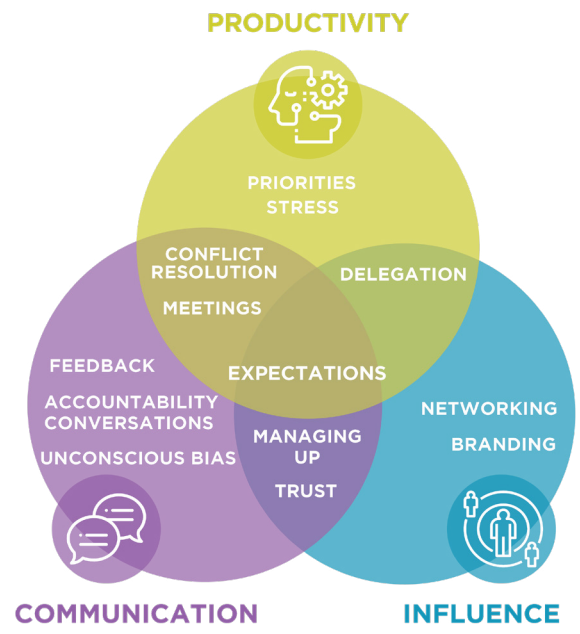 PRODUCTIVITY
PRIORITIES
STRESS
CONFLICT
RESOLUTION
MEETINGS
DELEGATION
FEEDBACK
ACCOUNTABILITY
CONVERSATIONS
UNCONSCIOUS BIAS
EXPECTATIONS
MANAGING
UP
TRUST
NETWORKING
BRANDING
COMMUNICATION
INFLUENCE